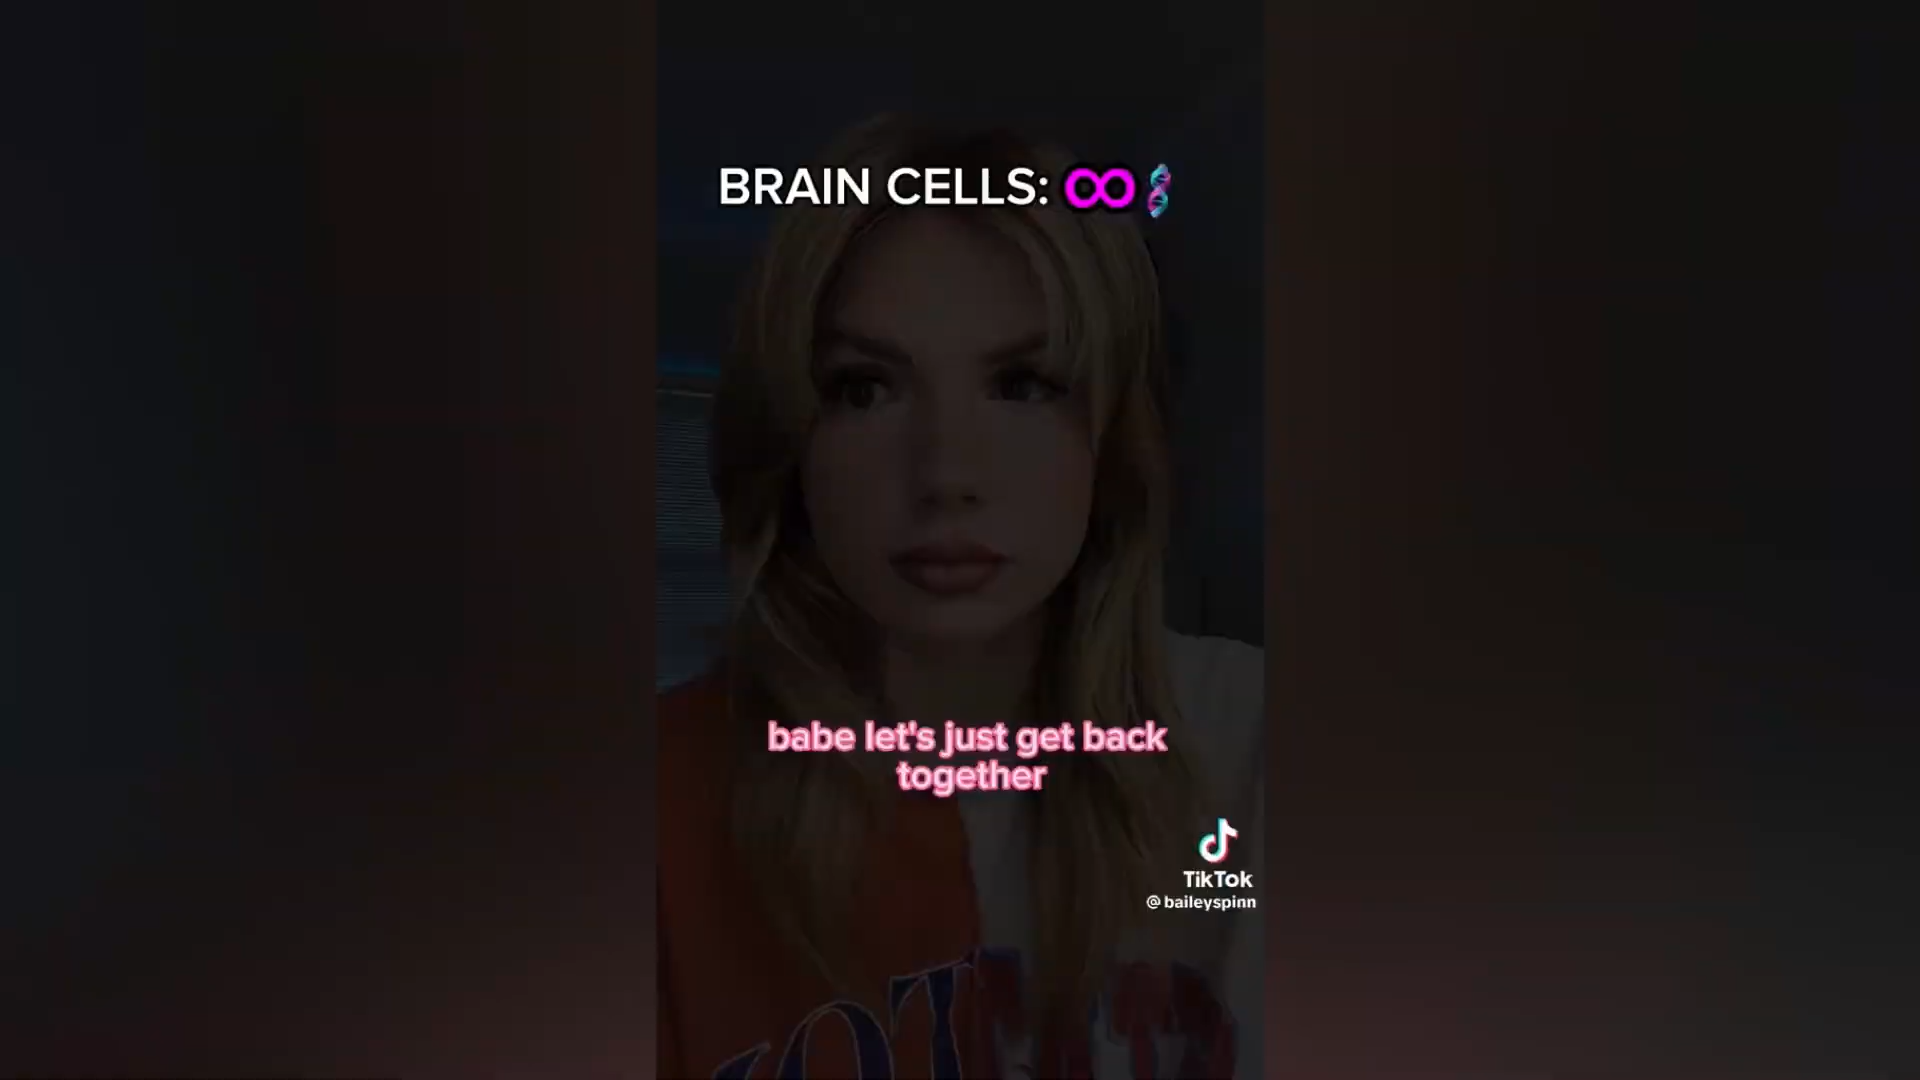 BRAIN CELLS: ∞🧬
babe let's just get back
together
TikTok
@baileyspinn